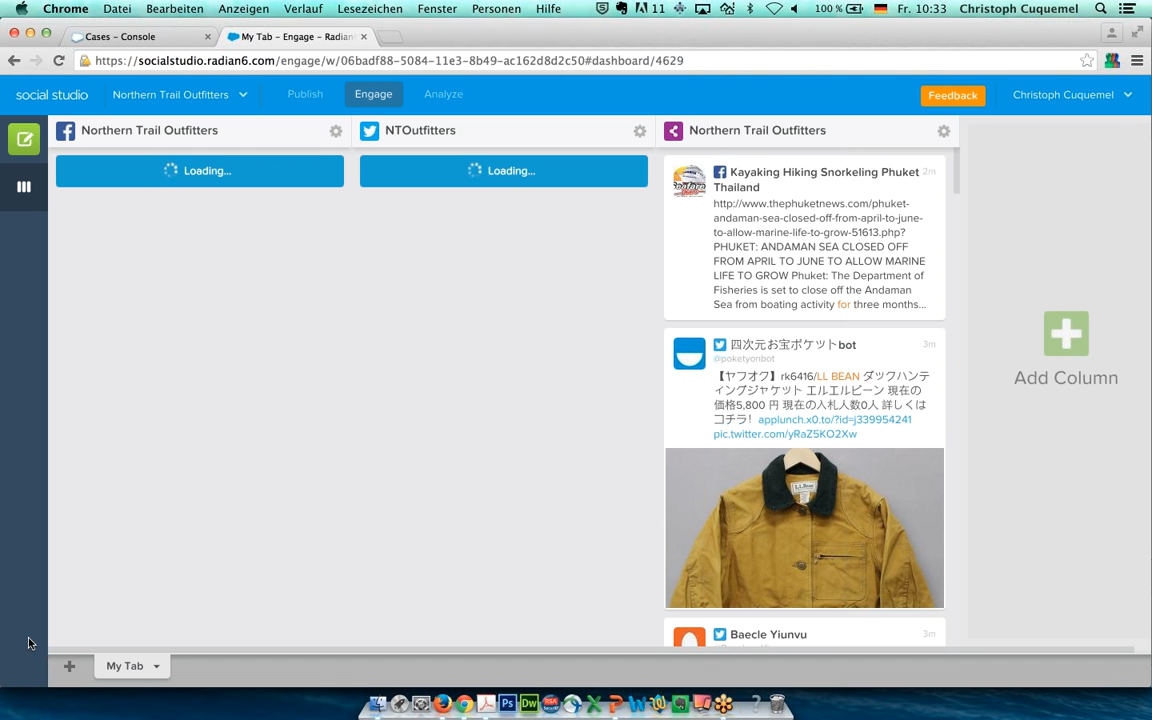 Chrome Datei Bearbeiten Anzeigen Verlauf Lesezeichen Fenster Personen Hilfe 11 100 % Fr. 10:33 Christoph Cuquemel
Cases – Console
My Tab - Engage – Radian
https://socialstudio.radian6.com/engage/w/06badf88-5084-11e3-8b49-ac162d8d2c50#dashboard/4629
social studio Northern Trail Outfitters Publish Engage Analyze Feedback Christoph Cuquemel
Northern Trail Outfitters
NTOutfitters
Northern Trail Outfitters
Loading...
Loading...
Kayaking Hiking Snorkeling Phuket 2m
Thailand
http://www.thephuketnews.com/phuket-
andaman-sea-closed-off-from-april-to-june-
to-allow-marine-life-to-grow-51613.php?
PHUKET: ANDAMAN SEA CLOSED OFF
FROM APRIL TO JUNE TO ALLOW MARINE
LIFE TO GROW Phuket: The Department of
Fisheries is set to close off the Andaman
Sea from boating activity for three months...
四次元お宝ポケットbot 3m
@poketyonbot
【ヤフオク】rk6416/LL BEAN ダックハンテ
ィングジャケット エルエルビーン 現在の
価格5,800 円 現在の入札人数0人 詳しくは
コチラ! applunch.x0.to/?id=j339954241
pic.twitter.com/yRaZ5KO2Xw
Baecle Yiunvu 3m
Add Column
My Tab
Ps Dw